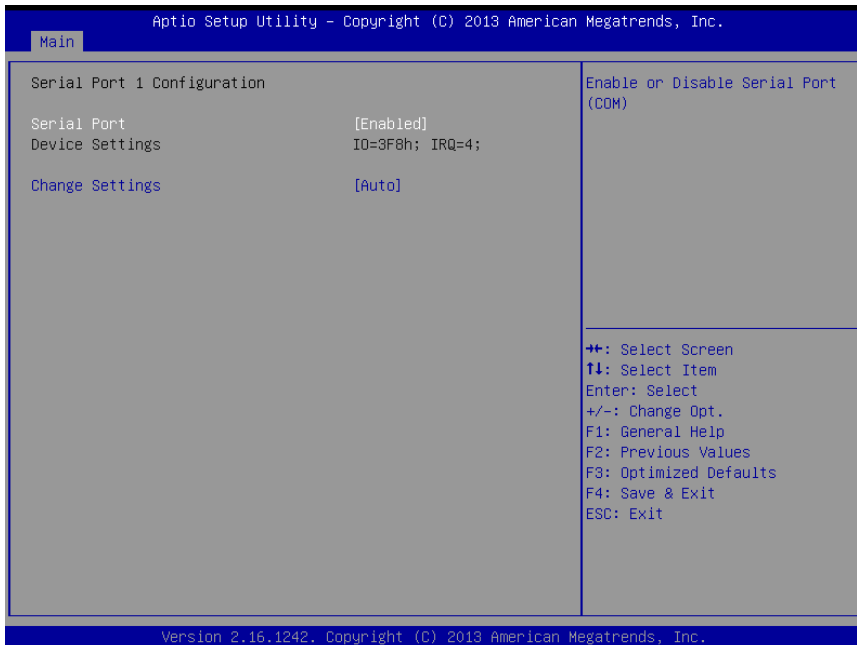 Aptio Setup Utility – Copyright (C) 2013 American Megatrends, Inc.
Main
Serial Port 1 Configuration
Serial Port [Enabled]
Device Settings IO=3F8h; IRQ=4;
Change Settings [Auto]
Enable or Disable Serial Port
(COM)
→←: Select Screen
↑↓: Select Item
Enter: Select
+/-: Change Opt.
F1: General Help
F2: Previous Values
F3: Optimized Defaults
F4: Save & Exit
ESC: Exit
Version 2.16.1242. Copyright (C) 2013 American Megatrends, Inc.